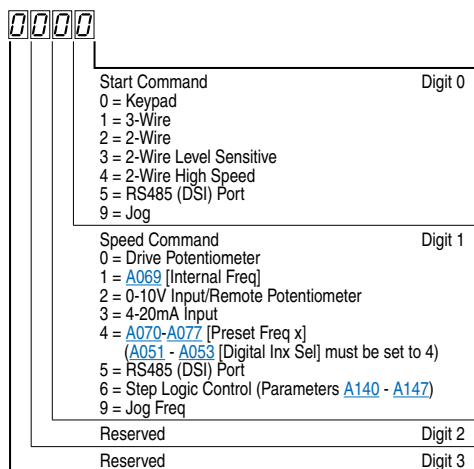 0000
Start Command Digit 0
0 = Keypad
1 = 3-Wire
2 = 2-Wire
3 = 2-Wire Level Sensitive
4 = 2-Wire High Speed
5 = RS485 (DSI) Port
9 = Jog
Speed Command Digit 1
0 = Drive Potentiometer
1 = A069 [Internal Freq]
2 = 0-10V Input/Remote Potentiometer
3 = 4-20mA Input
4 = A070-A077 [Preset Freq x]
(A051 - A053 [Digital Inx Sel] must be set to 4)
5 = RS485 (DSI) Port
6 = Step Logic Control (Parameters A140 - A147)
9 = Jog Freq
Reserved Digit 2
Reserved Digit 3